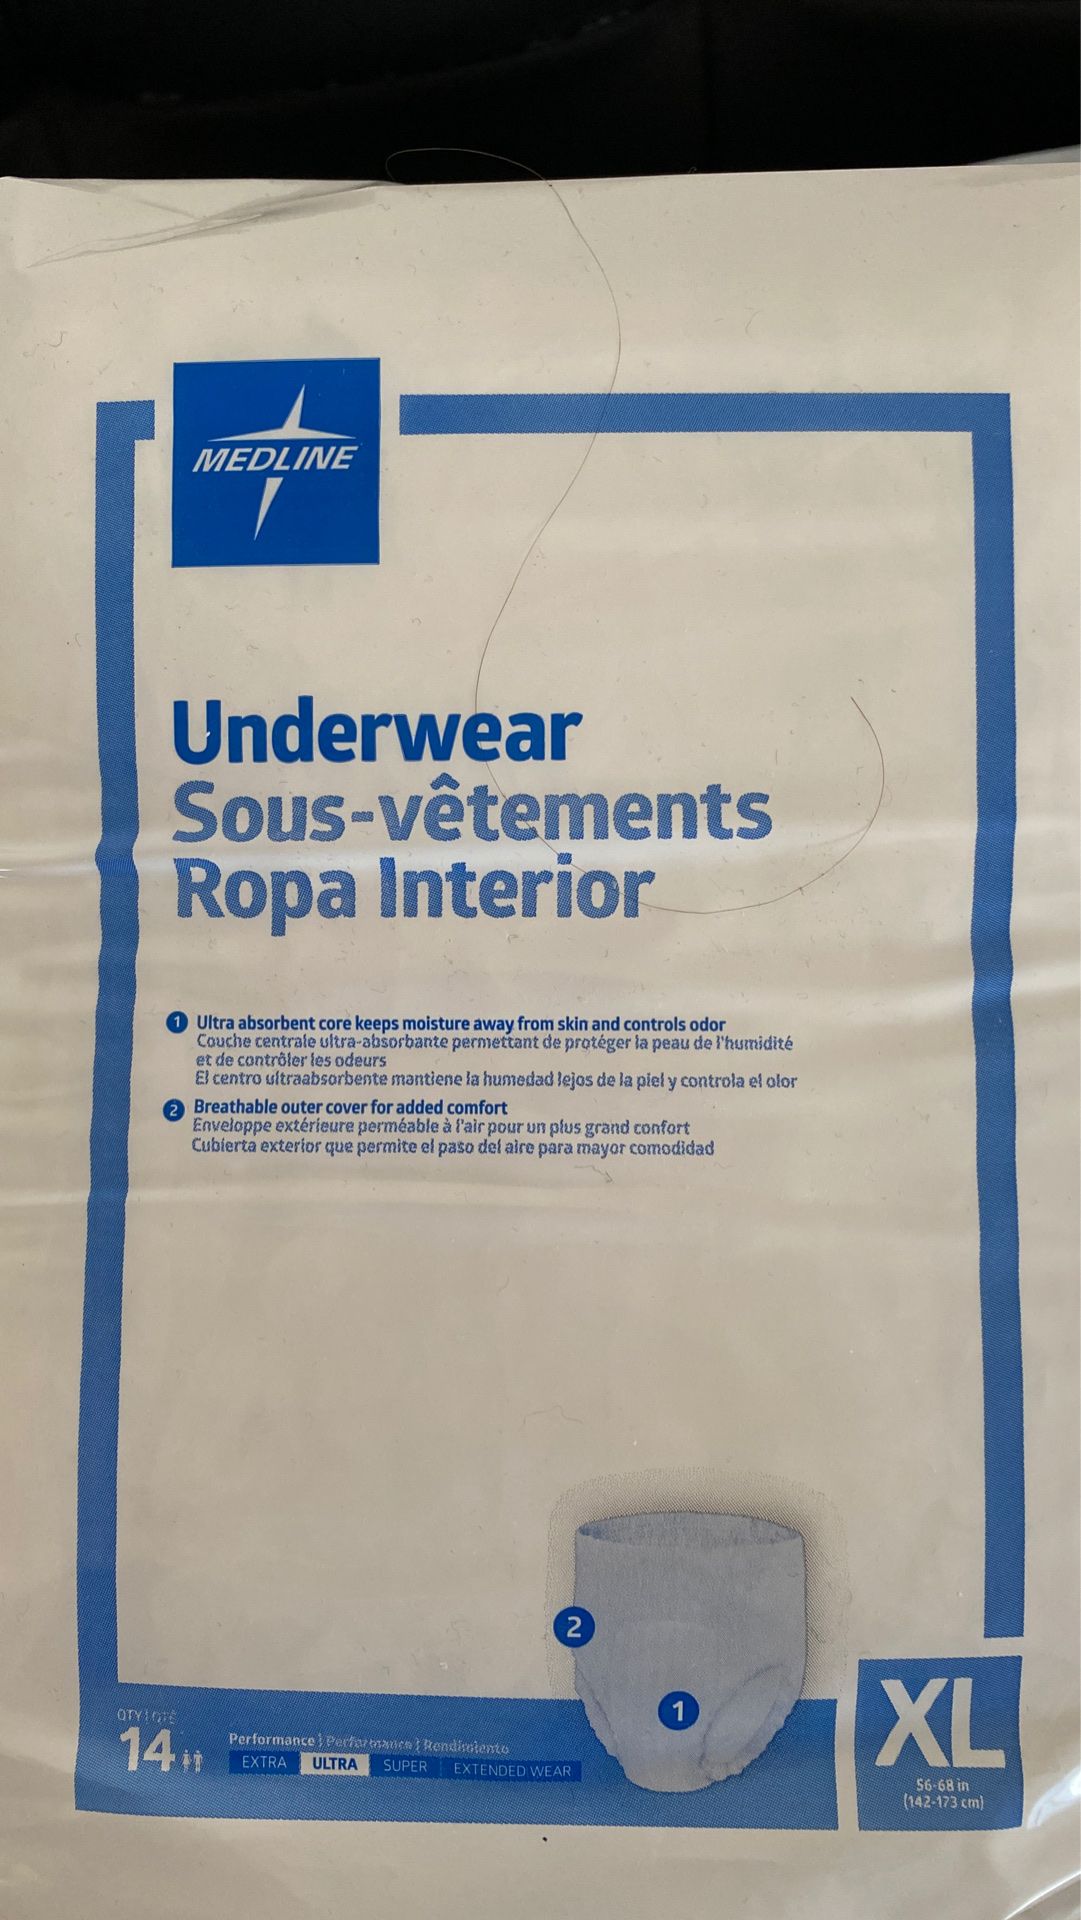 MEDLINE
Underwear
Sous-vêtements
Ropa Interior
1 Ultra absorbent core keeps moisture away from skin and controls odor
Couche centrale ultra-absorbante permettant de protéger la peau de l'humidité
et de contrôler les odeurs
El centro ultraabsorbente mantiene la humedad lejos de la piel y controla el olor
2 Breathable outer cover for added comfort
Enveloppe extérieure perméable à l'air pour un plus grand confort
Cubierta exterior que permite el paso del aire para mayor comodidad
2
1
QTY | QTÉ
14
Performance | Performance | Rendimiento
EXTRA ULTRA SUPER EXTENDED WEAR
XL
56-68 in
(142-173 cm)